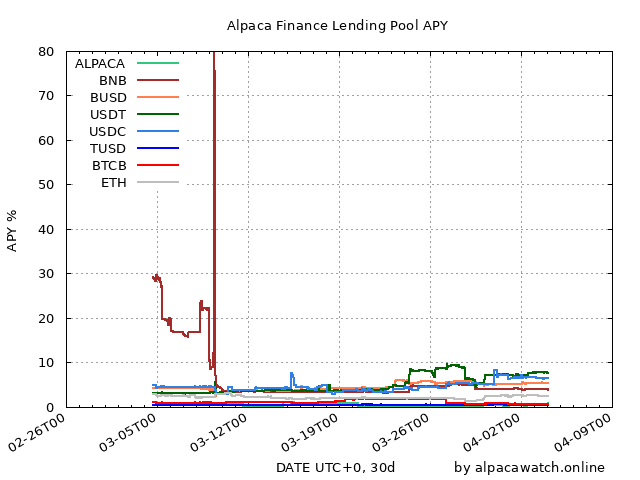 Alpaca Finance Lending Pool APY
80
70
60
50
40
30
20
10
0
APY %
ALPACA
BNB
BUSD
USDT
USDC
TUSD
BTCB
ETH
02-26T00
03-05T00
03-12T00
03-19T00
03-26T00
04-02T00
04-09T00
DATE UTC+0, 30d
by alpacawatch.online